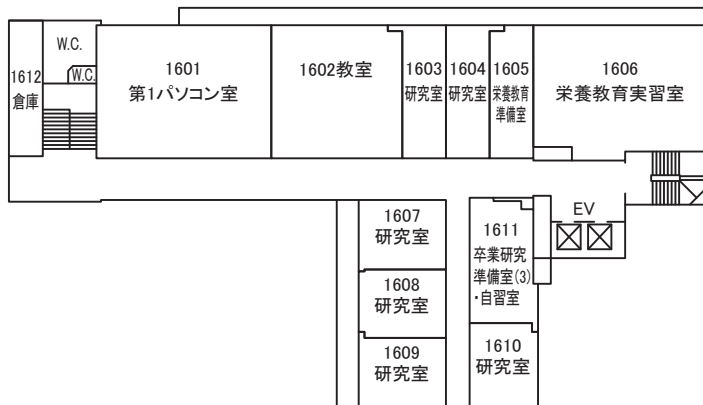 W.C.
W.C.
1612
倉庫
1601
第1パソコン室
1602教室
1603
研究室
1604
研究室
1605
栄養教育
準備室
1606
栄養教育実習室
1607
研究室
1608
研究室
1609
研究室
1611
卒業研究
準備室(3)
・自習室
1610
研究室
EV